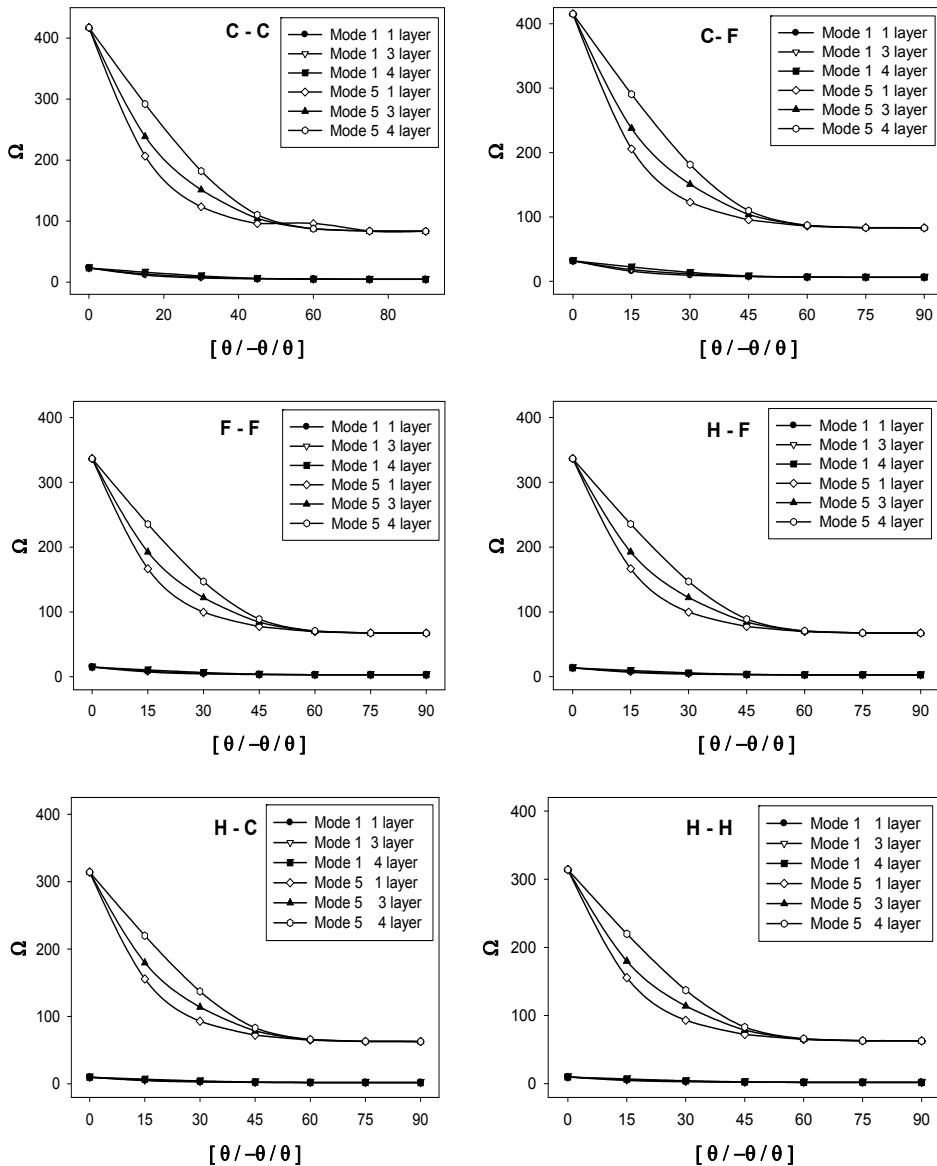 C - C
Mode 1 1 layer
Mode 1 3 layer
Mode 1 4 layer
Mode 5 1 layer
Mode 5 3 layer
Mode 5 4 layer
400
300
200
100
0
Ω
0 20 40 60 80
[ θ / −θ / θ ]
C- F
Mode 1 1 layer
Mode 1 3 layer
Mode 1 4 layer
Mode 5 1 layer
Mode 5 3 layer
Mode 5 4 layer
400
300
200
100
0
Ω
0 15 30 45 60 75 90
[ θ / −θ / θ ]
F - F
Mode 1 1 layer
Mode 1 3 layer
Mode 1 4 layer
Mode 5 1 layer
Mode 5 3 layer
Mode 5 4 layer
400
300
200
100
0
Ω
0 15 30 45 60 75 90
[ θ / −θ / θ ]
H - F
Mode 1 1 layer
Mode 1 3 layer
Mode 1 4 layer
Mode 5 1 layer
Mode 5 3 layer
Mode 5 4 layer
400
300
200
100
0
Ω
0 15 30 45 60 75 90
[ θ / −θ / θ ]
H - C
Mode 1 1 layer
Mode 1 3 layer
Mode 1 4 layer
Mode 5 1 layer
Mode 5 3 layer
Mode 5 4 layer
400
300
200
100
0
Ω
0 15 30 45 60 75 90
[ θ / −θ / θ ]
H - H
Mode 1 1 layer
Mode 1 3 layer
Mode 1 4 layer
Mode 5 1 layer
Mode 5 3 layer
Mode 5 4 layer
400
300
200
100
0
Ω
0 15 30 45 60 75 90
[ θ / −θ / θ ]